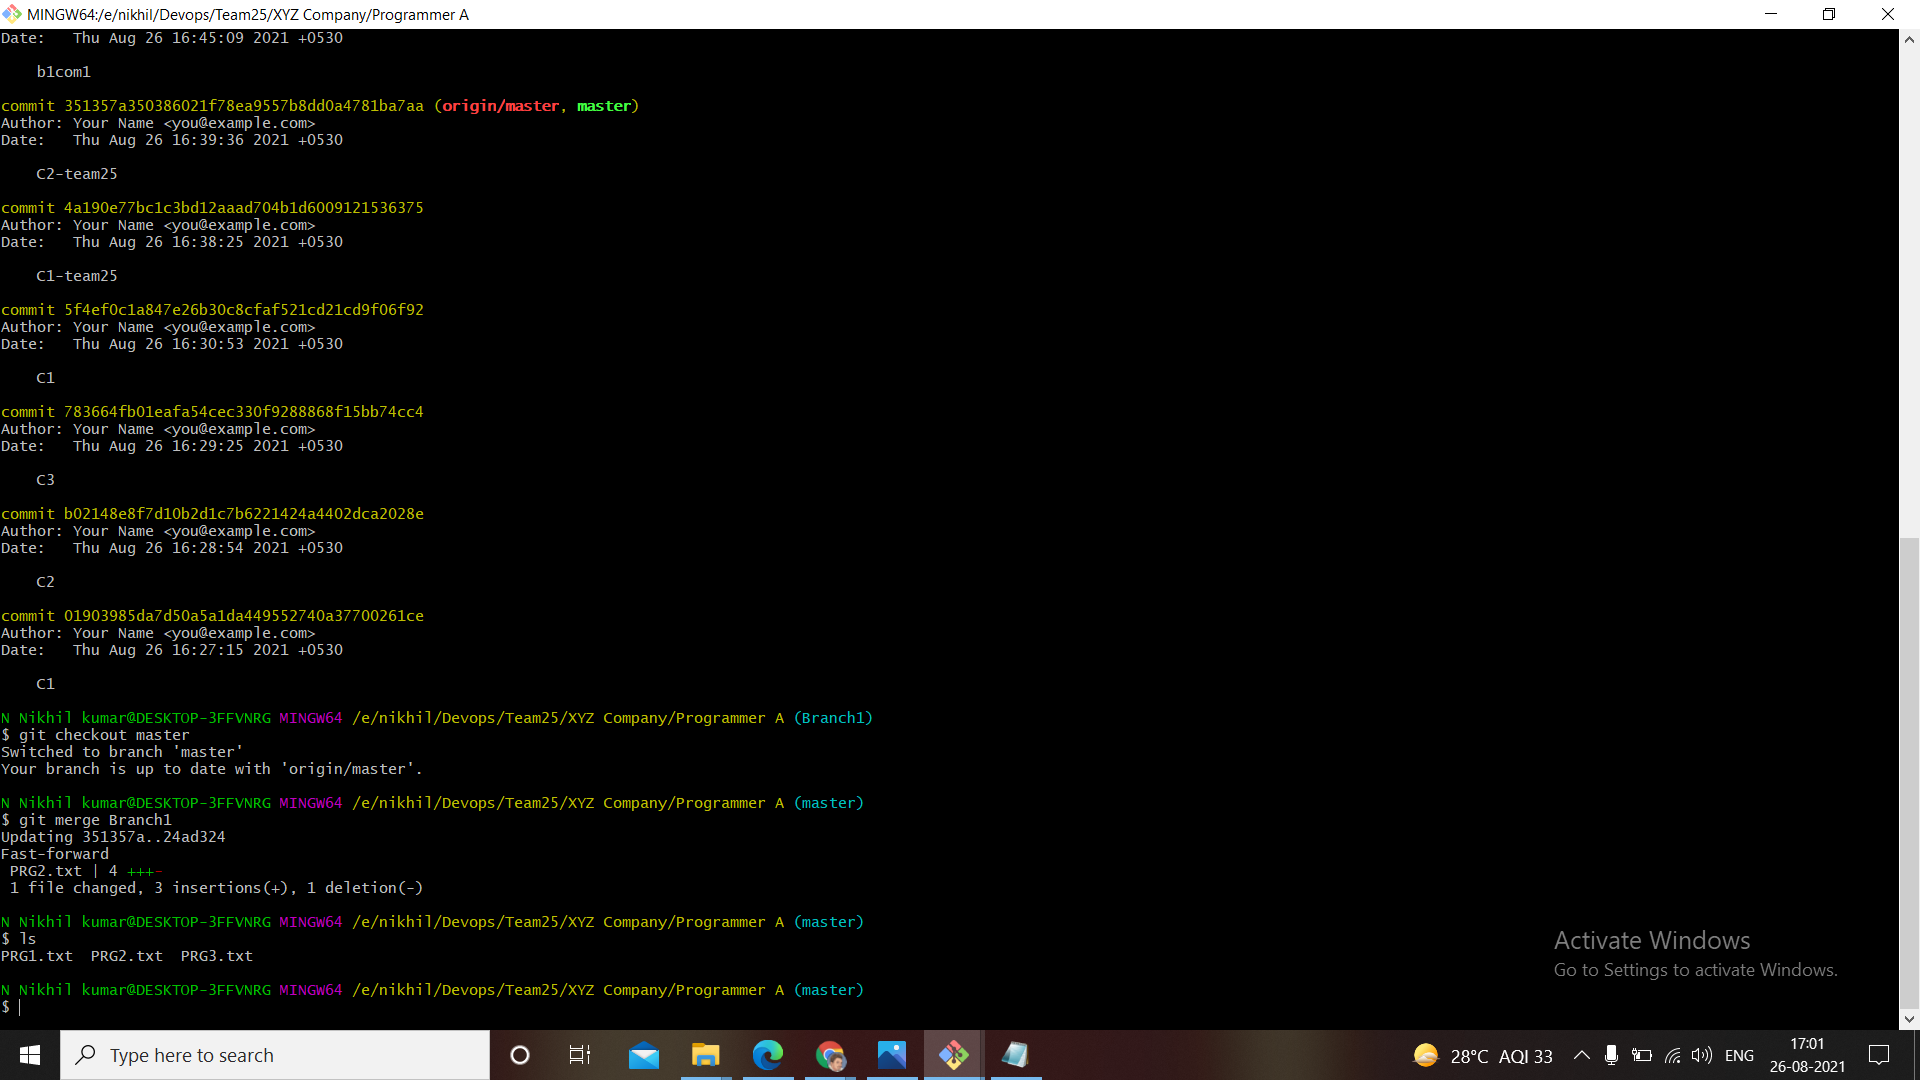 MINGW64:/e/nikhil/Devops/Team25/XYZ Company/Programmer A
Date:   Thu Aug 26 16:45:09 2021 +0530
    b1com1
commit 351357a350386021f78ea9557b8dd0a4781ba7aa (origin/master, master)
Author: Your Name <you@example.com>
Date:   Thu Aug 26 16:39:36 2021 +0530
    C2-team25
commit 4a190e77bc1c3bd12aaad704b1d6009121536375
Author: Your Name <you@example.com>
Date:   Thu Aug 26 16:38:25 2021 +0530
    C1-team25
commit 5f4ef0c1a847e26b30c8cfaf521cd21cd9f06f92
Author: Your Name <you@example.com>
Date:   Thu Aug 26 16:30:53 2021 +0530
    C1
commit 783664fb01eafa54cec330f9288868f15bb74cc4
Author: Your Name <you@example.com>
Date:   Thu Aug 26 16:29:25 2021 +0530
    C3
commit b02148e8f7d10b2d1c7b6221424a4402dca2028e
Author: Your Name <you@example.com>
Date:   Thu Aug 26 16:28:54 2021 +0530
    C2
commit 01903985da7d50a5a1da449552740a37700261ce
Author: Your Name <you@example.com>
Date:   Thu Aug 26 16:27:15 2021 +0530
    C1
N Nikhil kumar@DESKTOP-3FFVNRG MINGW64 /e/nikhil/Devops/Team25/XYZ Company/Programmer A (Branch1)
$ git checkout master
Switched to branch 'master'
Your branch is up to date with 'origin/master'.
N Nikhil kumar@DESKTOP-3FFVNRG MINGW64 /e/nikhil/Devops/Team25/XYZ Company/Programmer A (master)
$ git merge Branch1
Updating 351357a..24ad324
Fast-forward
 PRG2.txt | 4 +++-
 1 file changed, 3 insertions(+), 1 deletion(-)
N Nikhil kumar@DESKTOP-3FFVNRG MINGW64 /e/nikhil/Devops/Team25/XYZ Company/Programmer A (master)
$ ls
PRG1.txt  PRG2.txt  PRG3.txt
N Nikhil kumar@DESKTOP-3FFVNRG MINGW64 /e/nikhil/Devops/Team25/XYZ Company/Programmer A (master)
$
Activate Windows
Go to Settings to activate Windows.
Type here to search
28°C AQI 33
ENG
17:01
26-08-2021